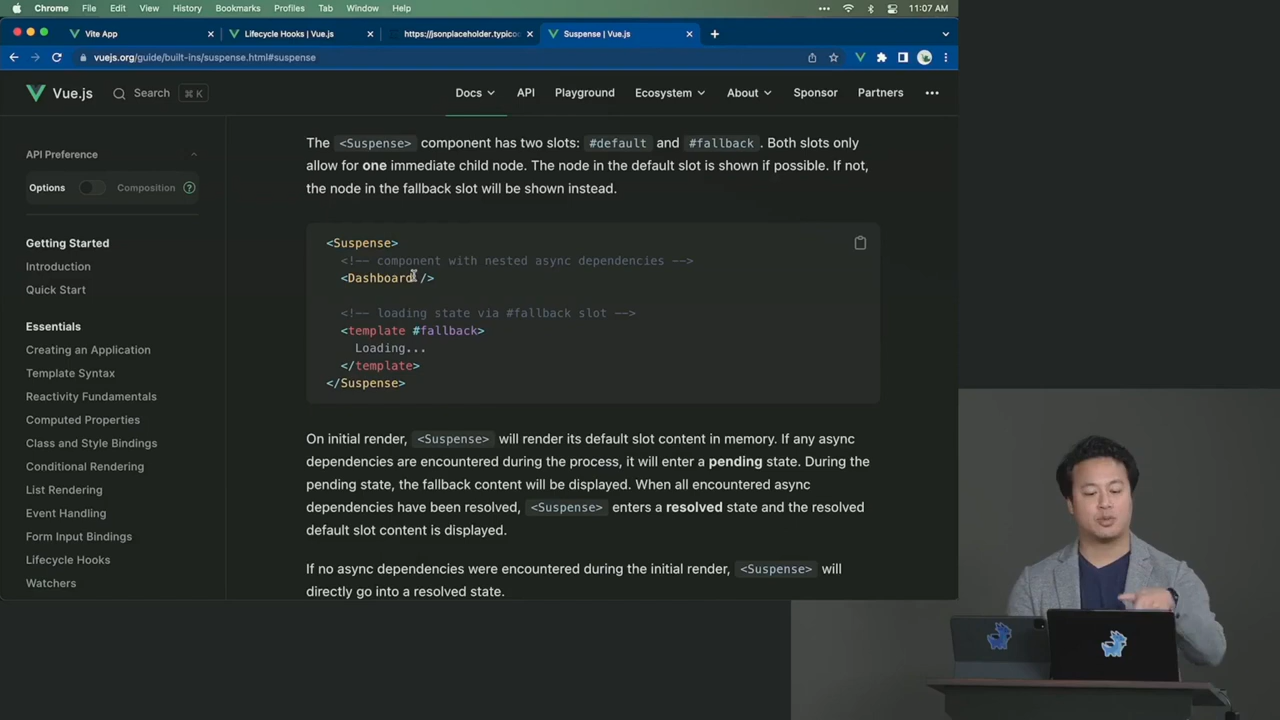 Chrome File Edit View History Bookmarks Profiles Tab Window Help 11:07 AM
Vite App Lifecycle Hooks | Vue.js https://jsonplaceholder.typico Suspense | Vue.js
vuejs.org/guide/built-ins/suspense.html#suspense
Vue.js Search ⌘ K Docs API Playground Ecosystem About Sponsor Partners
API Preference
Options Composition ?
Getting Started
Introduction
Quick Start
Essentials
Creating an Application
Template Syntax
Reactivity Fundamentals
Computed Properties
Class and Style Bindings
Conditional Rendering
List Rendering
Event Handling
Form Input Bindings
Lifecycle Hooks
Watchers
The <Suspense> component has two slots: #default and #fallback. Both slots only
allow for one immediate child node. The node in the default slot is shown if possible. If not,
the node in the fallback slot will be shown instead.
<Suspense>
<!-- component with nested async dependencies -->
<Dashboard />
<!-- loading state via #fallback slot -->
<template #fallback>
Loading...
</template>
</Suspense>
On initial render, <Suspense> will render its default slot content in memory. If any async
dependencies are encountered during the process, it will enter a pending state. During the
pending state, the fallback content will be displayed. When all encountered async
dependencies have been resolved, <Suspense> enters a resolved state and the resolved
default slot content is displayed.
If no async dependencies were encountered during the initial render, <Suspense> will
directly go into a resolved state.